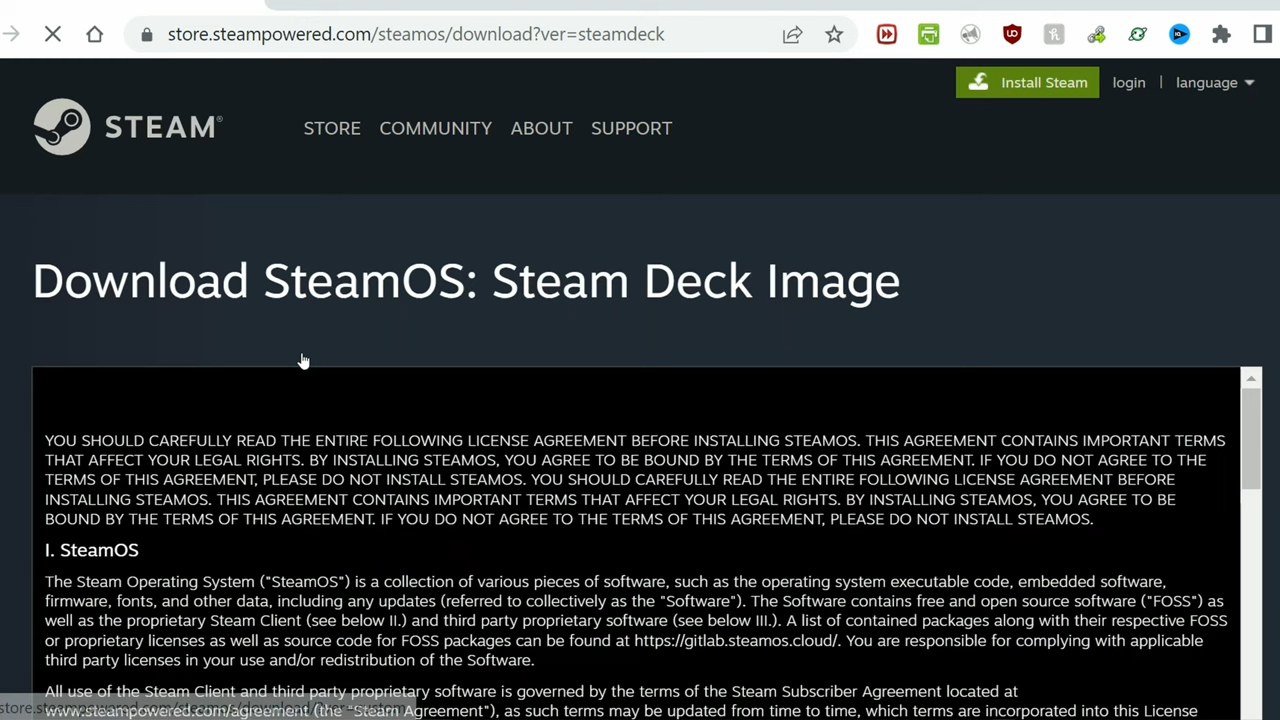 store.steampowered.com/steamos/download?ver=steamdeck
Install Steam
login | language
STEAM®
STORE COMMUNITY ABOUT SUPPORT
Download SteamOS: Steam Deck Image
YOU SHOULD CAREFULLY READ THE ENTIRE FOLLOWING LICENSE AGREEMENT BEFORE INSTALLING STEAMOS. THIS AGREEMENT CONTAINS IMPORTANT TERMS
THAT AFFECT YOUR LEGAL RIGHTS. BY INSTALLING STEAMOS, YOU AGREE TO BE BOUND BY THE TERMS OF THIS AGREEMENT. IF YOU DO NOT AGREE TO THE
TERMS OF THIS AGREEMENT, PLEASE DO NOT INSTALL STEAMOS. YOU SHOULD CAREFULLY READ THE ENTIRE FOLLOWING LICENSE AGREEMENT BEFORE
INSTALLING STEAMOS. THIS AGREEMENT CONTAINS IMPORTANT TERMS THAT AFFECT YOUR LEGAL RIGHTS. BY INSTALLING STEAMOS, YOU AGREE TO BE
BOUND BY THE TERMS OF THIS AGREEMENT. IF YOU DO NOT AGREE TO THE TERMS OF THIS AGREEMENT, PLEASE DO NOT INSTALL STEAMOS.
I. SteamOS
The Steam Operating System ("SteamOS") is a collection of various pieces of software, such as the operating system executable code, embedded software,
firmware, fonts, and other data, including any updates (referred to collectively as the "Software"). The Software contains free and open source software ("FOSS") as
well as the proprietary Steam Client (see below II.) and third party proprietary software (see below III.). A list of contained packages along with their respective FOSS
or proprietary licenses as well as source code for FOSS packages can be found at https://gitlab.steamos.cloud/. You are responsible for complying with applicable
third party licenses in your use and/or redistribution of the Software.
All use of the Steam Client and third party proprietary software is governed by the terms of the Steam Subscriber Agreement located at
www.steampowered.com/agreement (the "Steam Agreement"), as such terms may be updated from time to time, which terms are incorporated into this License